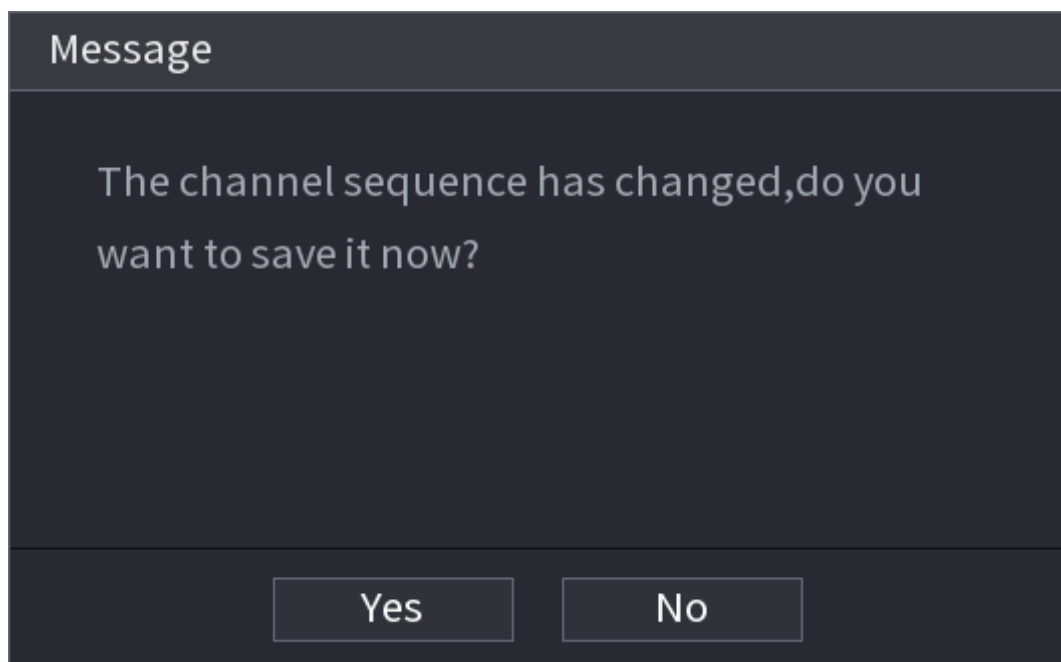 Message
The channel sequence has changed,do you
want to save it now?
Yes No